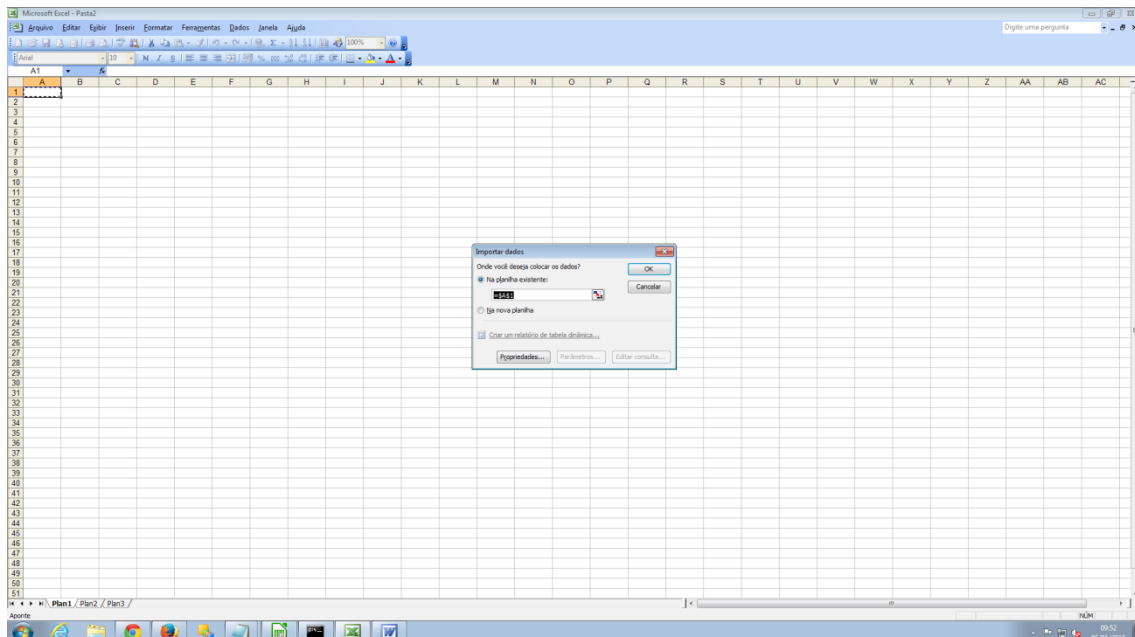 Microsoft Excel - Pasta2
Arquivo Editar Exibir Inserir Formatar Ferramentas Dados Janela Ajuda
Digite uma pergunta
100%
Arial 10 N I S
A1 fx
A B C D E F G H I J K L M N O P Q R S T U V W X Y Z AA AB AC
1
2
3
4
5
6
7
8
9
10
11
12
13
14
15
16
17
18
19
20
21
22
23
24
25
26
27
28
29
30
31
32
33
34
35
36
37
38
39
40
41
42
43
44
45
46
47
48
49
50
51
Importar dados
Onde você deseja colocar os dados?
Na planilha existente:
=$A$1
Na nova planilha
Criar um relatório de tabela dinâmica...
Propriedades... Parâmetros... Editar consulta...
OK
Cancelar
Plan1 Plan2 Plan3
Aponte
NÚM
09:52